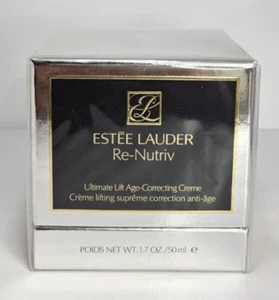 ESTĒE LAUDER
Re-Nutriv
Ultimate Lift Age-Correcting Creme
Crème lifting suprême correction anti-âge
POIDS NET WT. 1.7 OZ./50 ml ℮